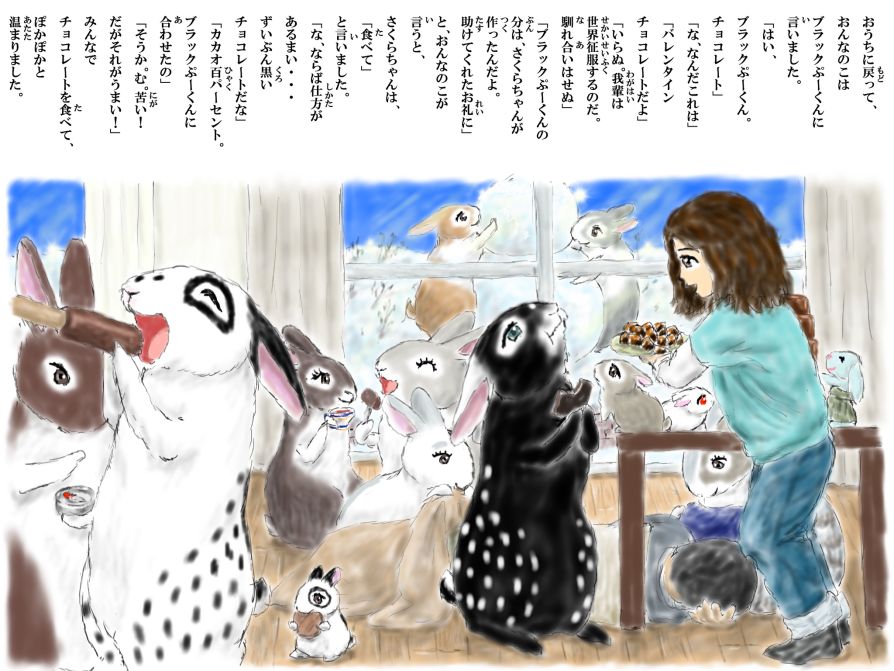 おうちに戻って、
おんなのこは
ブラックぷーくんに
言いました。
「はい、
ブラックぷーくん。
チョコレート」
「な、なんだこれは」
「バレンタイン
チョコレートだよ」
「いらぬ。我輩は
世界征服するのだ。
馴れ合いはせぬ」
「ブラックぷーくんの
分は、さくらちゃんが
作ったんだよ。
助けてくれたお礼に」
と、おんなのこが
言うと、
さくらちゃんは、
「食べて」
と言いました。
「な、ならば仕方が
あるまい・・・
ずいぶん黒い
チョコレートだな」
「カカオ百パーセント。
ブラックぷーくんに
合わせたの」
「そうか。む。苦い!
だがそれがうまい!」
みんなで
チョコレートを食べて、
ぽかぽかと
温まりました。